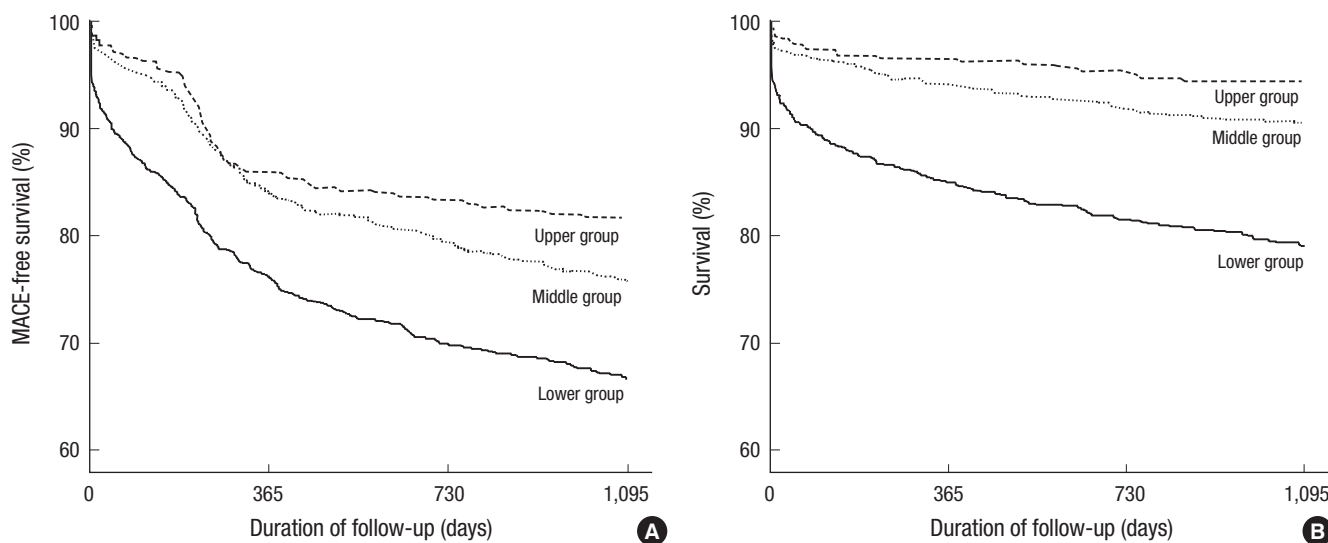 MACE-free survival (%)
100
90
80
70
60
Upper group
Middle group
Lower group
0
365
730
1,095
Duration of follow-up (days)
A
Survival (%)
100
90
80
70
60
Upper group
Middle group
Lower group
0
365
730
1,095
Duration of follow-up (days)
B